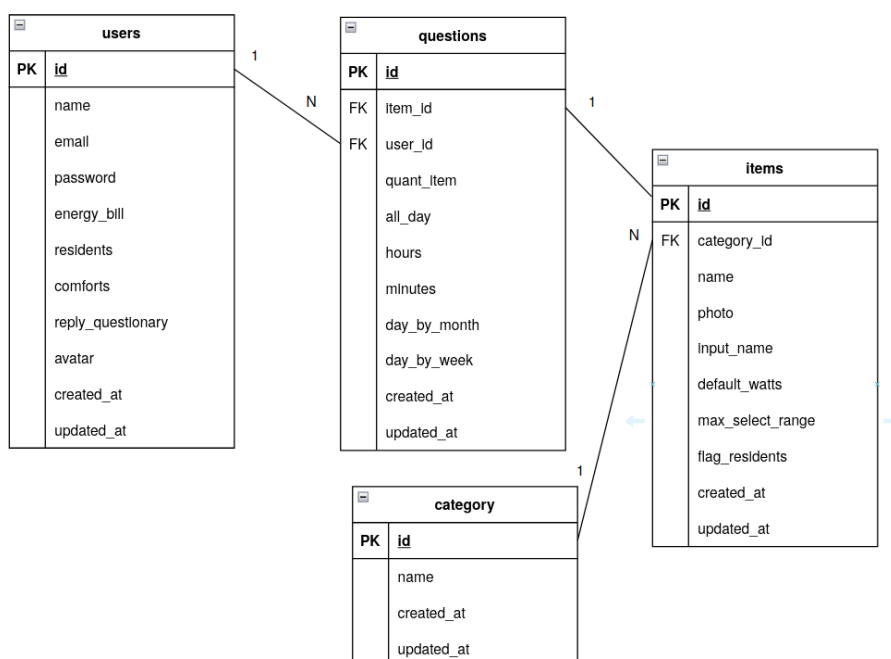 users
PK id
name
email
password
energy_bill
residents
comforts
reply_questionary
avatar
created_at
updated_at
1
N
questions
PK id
FK item_id
FK user_id
quant_item
all_day
hours
minutes
day_by_month
day_by_week
created_at
updated_at
1
N
items
PK id
FK category_id
name
photo
input_name
default_watts
max_select_range
flag_residents
created_at
updated_at
1
category
PK id
name
created_at
updated_at